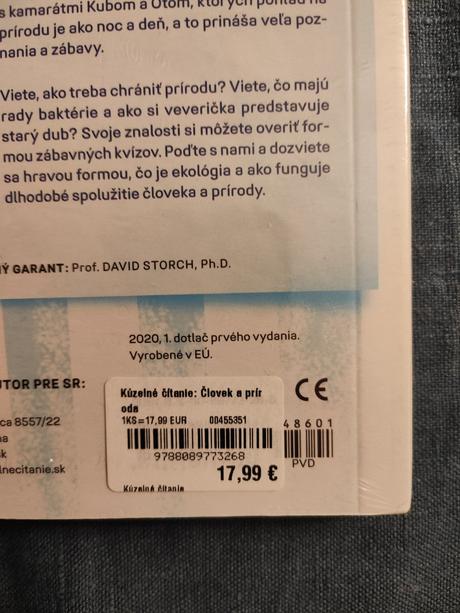 s kamarátmi Kubom a Otom, ktorých pohľad na
prírodu je ako noc a deň, a to prináša veľa poz-
nania a zábavy.
Viete, ako treba chrániť prírodu? Viete, čo majú
rady baktérie a ako si veverička predstavuje
starý dub? Svoje znalosti si môžete overiť for-
mou zábavných kvízov. Poďte s nami a dozviete
sa hravou formou, čo je ekológia a ako funguje
dlhodobé spolužitie človeka a prírody.
Ý GARANT: Prof. DAVID STORCH, Ph.D.
2020, 1. dotlač prvého vydania.
Vyrobené v EÚ.
UTOR PRE SR:
ca 8557/22
na
sk
lnecitanie.sk
Kúzelné čítanie: Človek a prír
oda
1KS=17,99 EUR 00455351
9788089773268
17,99 €
Kúzelné čítanie
CE
48601
PVD